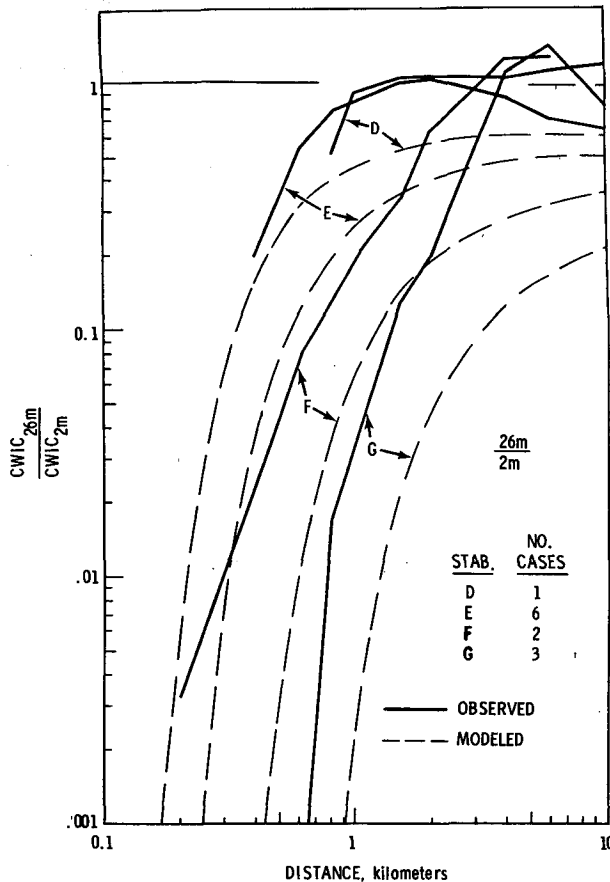 1
0.1
.01
.001
CWIC26m
CWIC2m
D
E
F
G
26m
2m
NO.
STAB. CASES
D 1
E 6
F 2
G 3
OBSERVED
MODELED
0.1 1 10
DISTANCE, kilometers